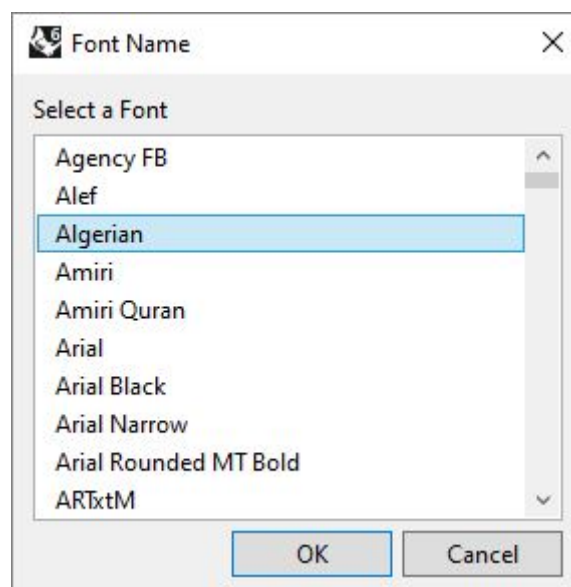 Font Name
Select a Font
Agency FB
Alef
Algerian
Amiri
Amiri Quran
Arial
Arial Black
Arial Narrow
Arial Rounded MT Bold
ARTxtM
OK Cancel